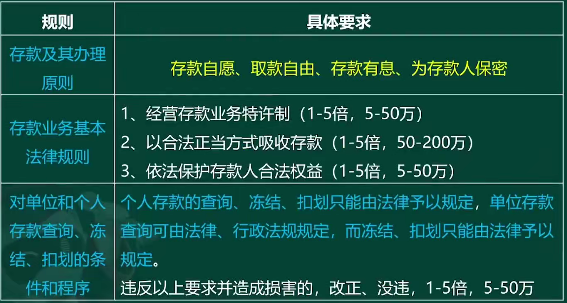 规则
具体要求
存款及其办理
原则
存款自愿、取款自由、存款有息、为存款人保密
存款业务基本
法律规则
1、经营存款业务特许制（1-5倍，5-50万）
2、以合法正当方式吸收存款（1-5倍，50-200万）
3、依法保护存款人合法权益（1-5倍，5-50万）
对单位和个人
存款查询、冻
结、扣划的条
件和程序
个人存款的查询、冻结、扣划只能由法律予以规定，单位存款
查询可由法律、行政法规规定，而冻结、扣划只能由法律予以
规定。
违反以上要求并造成损害的，改正、没违，1-5倍，5-50万